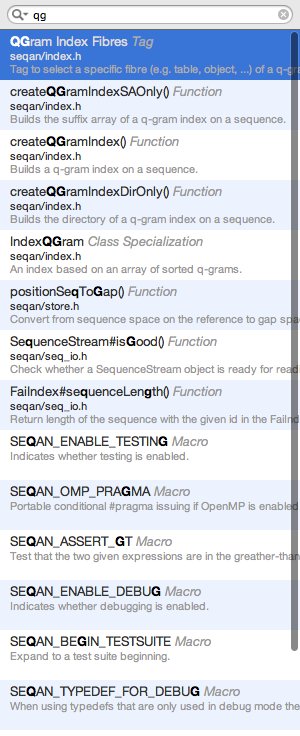 qg
QGram Index Fibres Tag
seqan/index.h
Tag to select a specific fibre (e.g. table, object, ...) of a q-gra
createQGramIndexSAOnly() Function
seqan/index.h
Builds the suffix array of a q-gram index on a sequence.
createQGramIndex() Function
seqan/index.h
Builds a q-gram index on a sequence.
createQGramIndexDirOnly() Function
seqan/index.h
Builds the directory of a q-gram index on a sequence.
IndexQGram Class Specialization
seqan/index.h
An index based on an array of sorted q-grams.
positionSeqToGap() Function
seqan/store.h
Convert from sequence space on the reference to gap spac
SequenceStream#isGood() Function
seqan/seq_io.h
Check whether a SequenceStream object is ready for read
FaiIndex#sequenceLength() Function
seqan/seq_io.h
Return length of the sequence with the given id in the FaiInd
SEQAN_ENABLE_TESTING Macro
Indicates whether testing is enabled.
SEQAN_OMP_PRAGMA Macro
Portable conditional #pragma issuing if OpenMP is enabled
SEQAN_ASSERT_GT Macro
Test that the two given expressions are in the greather-than
SEQAN_ENABLE_DEBUG Macro
Indicates whether debugging is enabled.
SEQAN_BEGIN_TESTSUITE Macro
Expand to a test suite beginning.
SEQAN_TYPEDEF_FOR_DEBUG Macro
When using typedefs that are only used in debug mode the